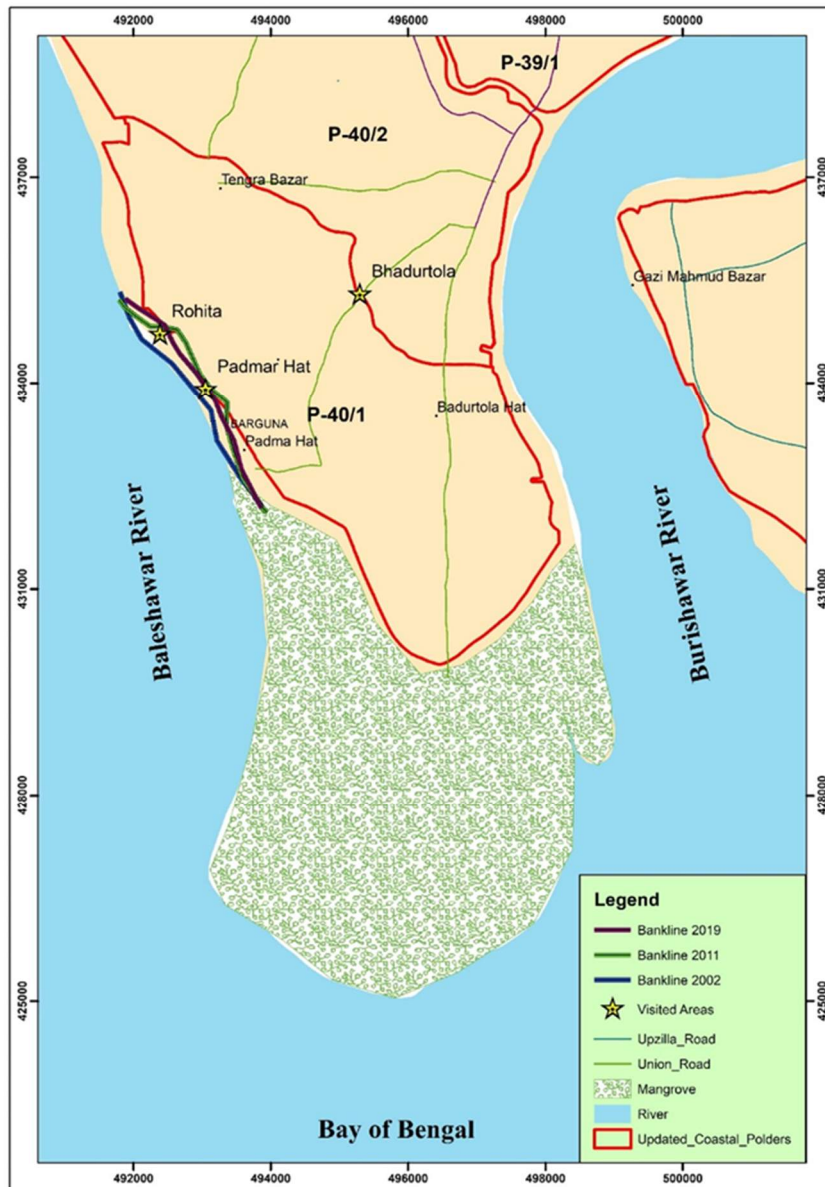 492000 494000 496000 498000 500000
P-39/1
P-40/2
437000
437000
Tengra Bazar
Gazi Mahmud Bazar
Bhadurtola
Rohita
Padmar Hat
434000
434000
Badurtola Hat
P-40/1
BARGUNA
Padma Hat
Baleshawar River
Burishawar River
431000
431000
428000
428000
Legend
Bankline 2019
Bankline 2011
Bankline 2002
Visited Areas
Upzilla_Road
Union_Road
Mangrove
River
Updated_Coastal_Polders
425000
425000
Bay of Bengal
492000 494000 496000 498000 500000